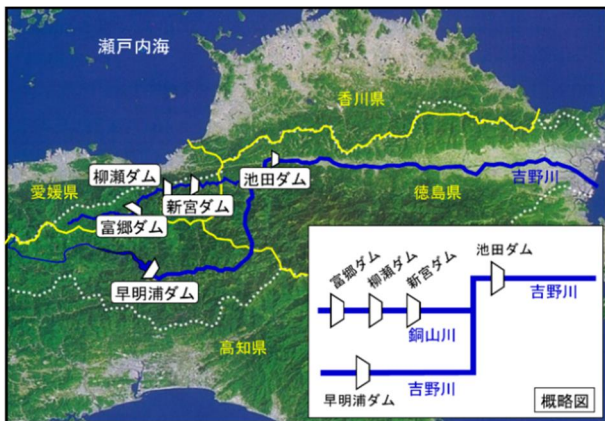 瀬戸内海
香川県
柳瀬ダム
池田ダム
愛媛県
新宮ダム
徳島県
吉野川
富郷ダム
早明浦ダム
高知県
富郷ダム
柳瀬ダム
新宮ダム
池田ダム
吉野川
銅山川
吉野川
早明浦ダム
概略図